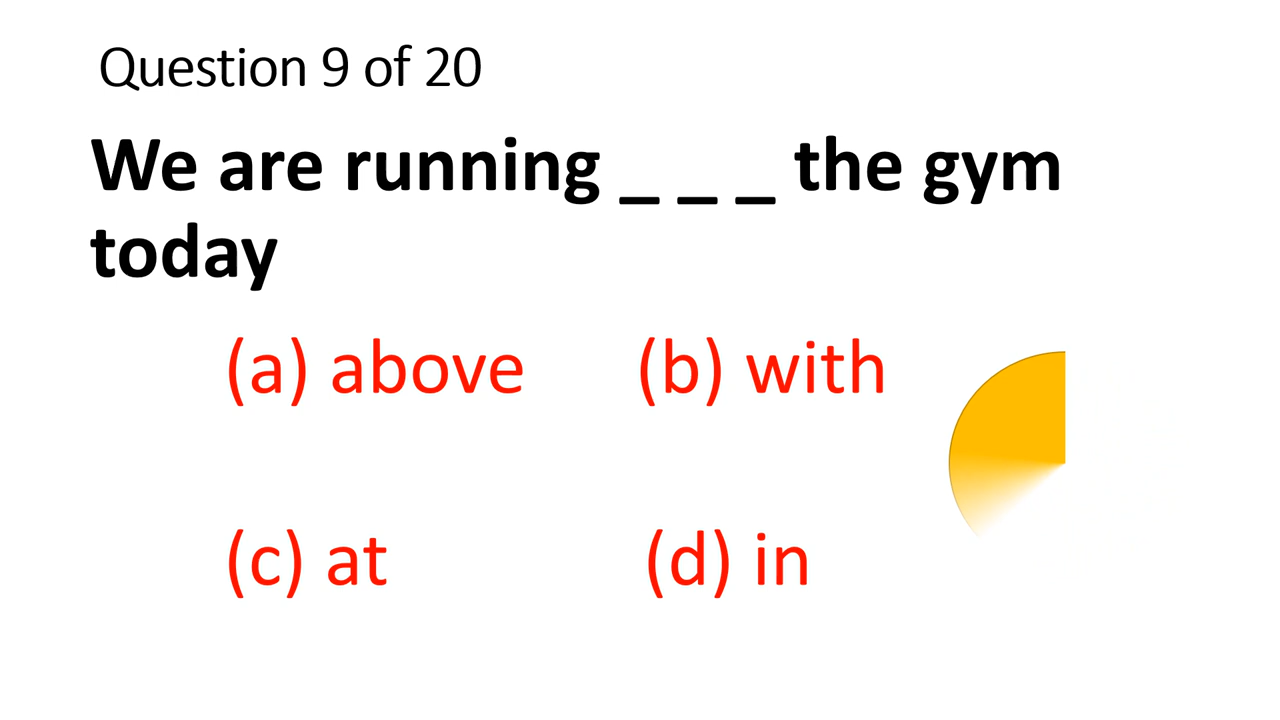 Question 9 of 20
We are running _ _ _ the gym
today
(a) above (b) with
(c) at (d) in